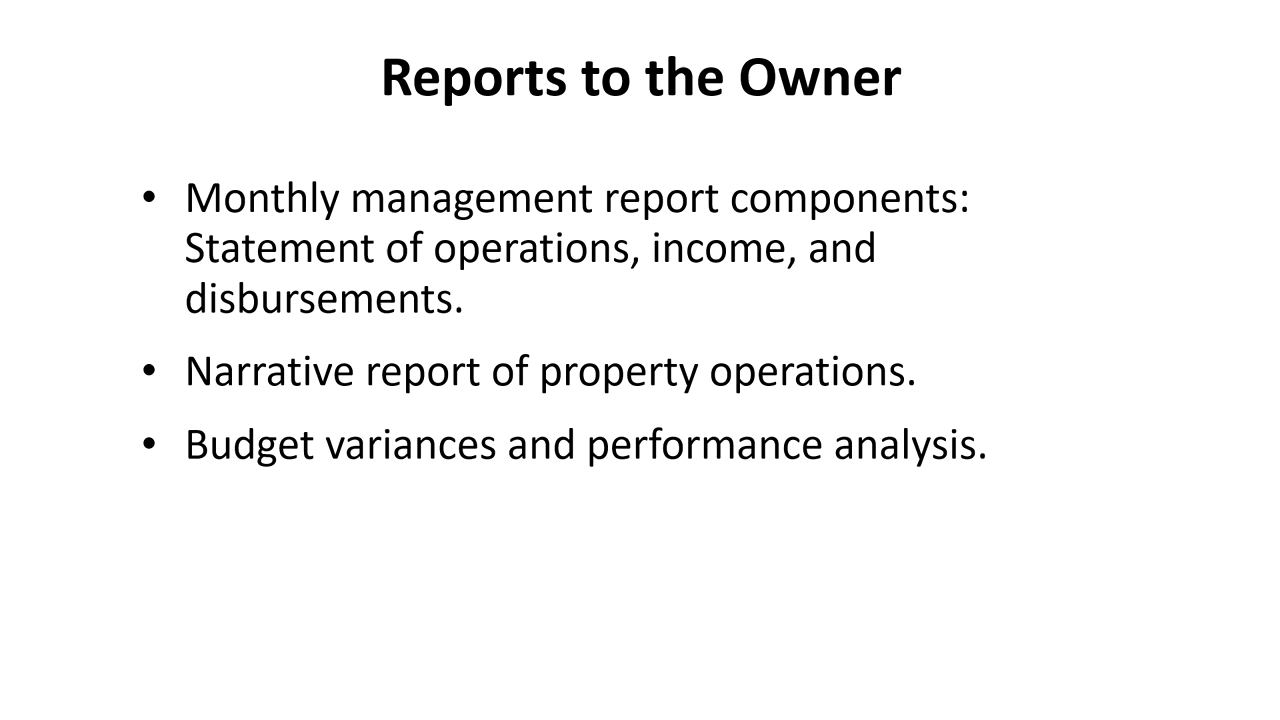 Reports to the Owner
• Monthly management report components:
Statement of operations, income, and
disbursements.
• Narrative report of property operations.
• Budget variances and performance analysis.